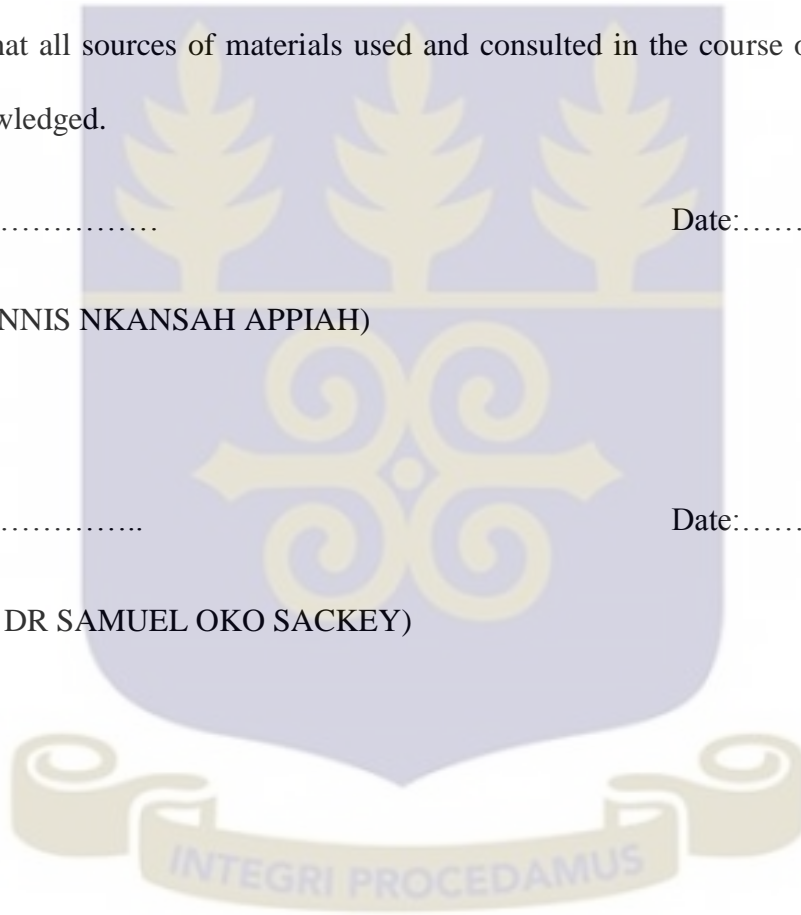 hat all sources of materials used and consulted in the course o
wledged.
…………… Date:……
NNIS NKANSAH APPIAH)
………….. Date:……
DR SAMUEL OKO SACKEY)
INTEGRI PROCEDAMUS